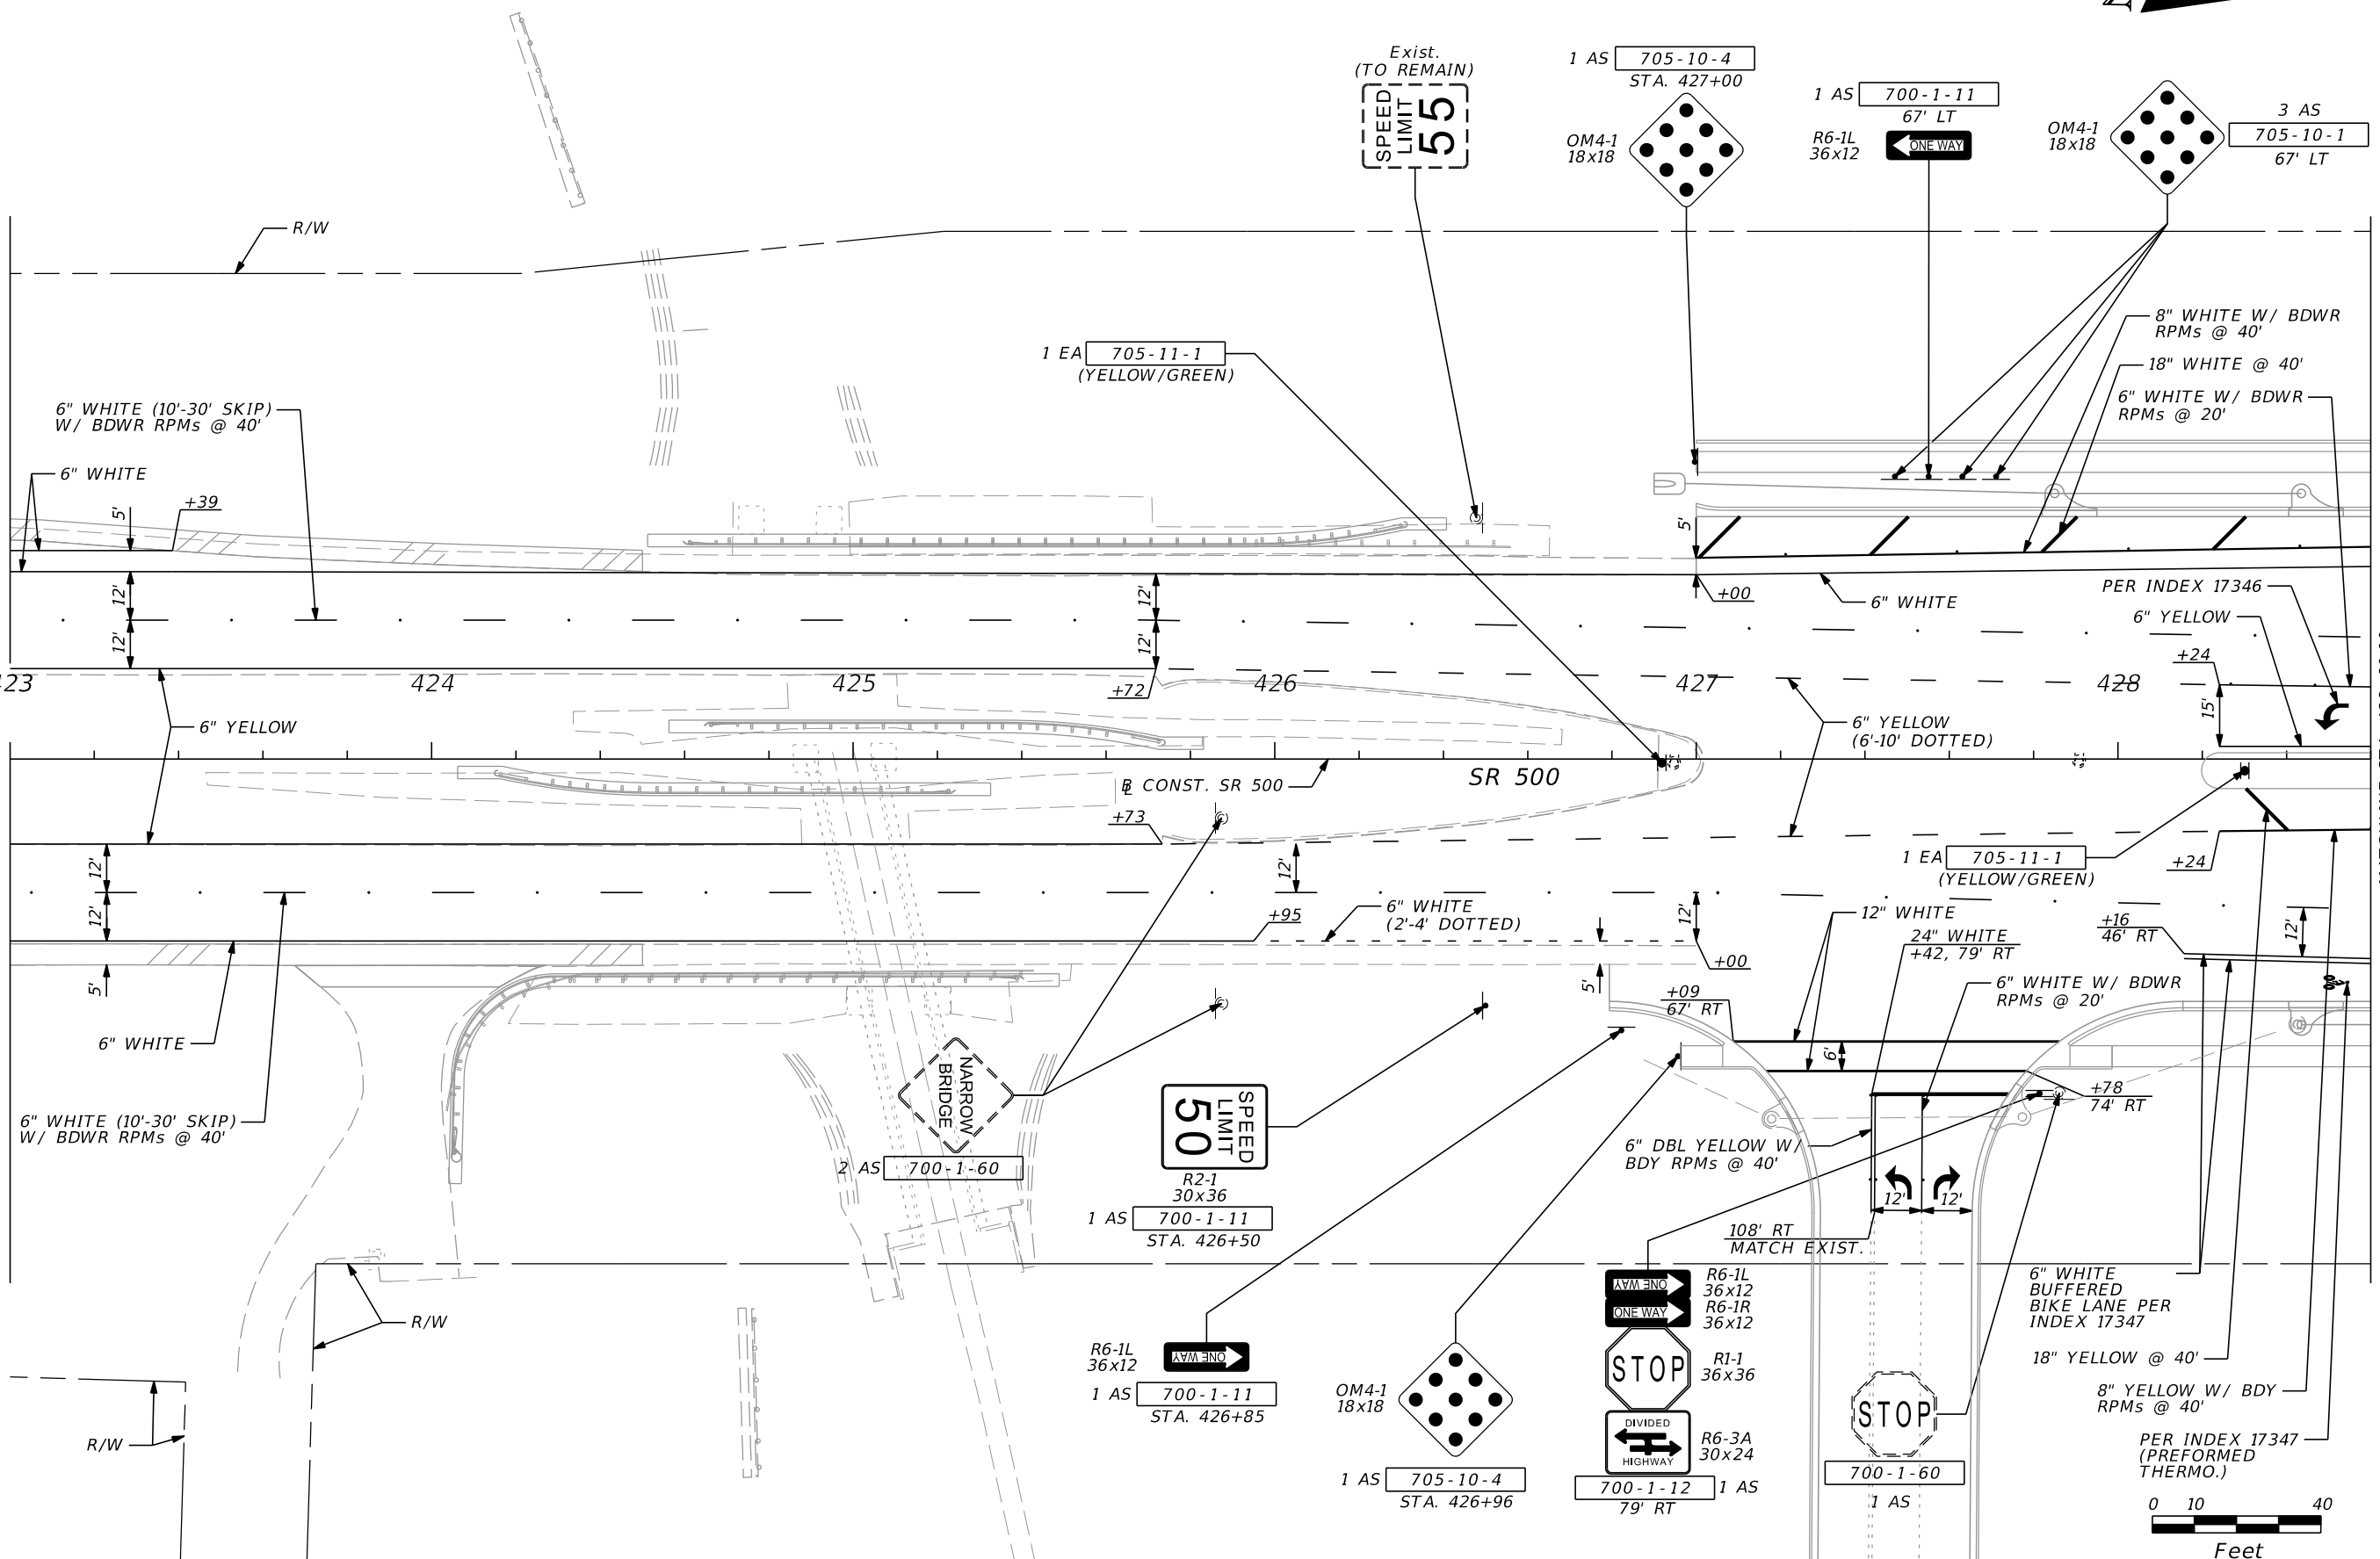 Exist.
(TO REMAIN)
SPEED
LIMIT
55
1 AS 705-10-4
STA. 427+00
OM4-1
18x18
1 AS 700-1-11
67' LT
R6-1L
36x12
ONE WAY
OM4-1
18x18
3 AS
705-10-1
67' LT
R/W
8" WHITE W/ BDWR
RPMs @ 40'
18" WHITE @ 40'
6" WHITE W/ BDWR
RPMs @ 20'
1 EA 705-11-1
(YELLOW/GREEN)
6" WHITE (10'-30' SKIP)
W/ BDWR RPMs @ 40'
6" WHITE
5'
+39
5'
12'
12'
12'
12'
+00
6" WHITE
PER INDEX 17346
6" YELLOW
+24
15'
424
425
426
427
428
+72
6" YELLOW
6" YELLOW
(6'-10' DOTTED)
CONST. SR 500
SR 500
+73
12'
12'
12'
1 EA 705-11-1
(YELLOW/GREEN)
+24
+95
6" WHITE
(2'-4' DOTTED)
12'
12" WHITE
24" WHITE
+42, 79' RT
+16
46' RT
12'
5'
5'
+00
+09
67' RT
6" WHITE W/ BDWR
RPMs @ 20'
6" WHITE
6'
+78
74' RT
6" WHITE (10'-30' SKIP)
W/ BDWR RPMs @ 40'
NARROW
BRIDGE
2 AS 700-1-60
SPEED
LIMIT
50
R2-1
30x36
1 AS 700-1-11
STA. 426+50
6" DBL YELLOW W/
BDY RPMs @ 40'
12'
12'
108' RT
MATCH EXIST.
R/W
R/W
R6-1L
36x12
ONE WAY
1 AS 700-1-11
STA. 426+85
OM4-1
18x18
1 AS 705-10-4
STA. 426+96
ONE WAY
R6-1L
36x12
ONE WAY
R6-1R
36x12
STOP
R1-1
36x36
DIVIDED
HIGHWAY
R6-3A
30x24
700-1-12 1 AS
79' RT
STOP
700-1-60
1 AS
6" WHITE
BUFFERED
BIKE LANE PER
INDEX 17347
18" YELLOW @ 40'
8" YELLOW W/ BDY
RPMs @ 40'
PER INDEX 17347
(PREFORMED
THERMO.)
0 10 40
Feet